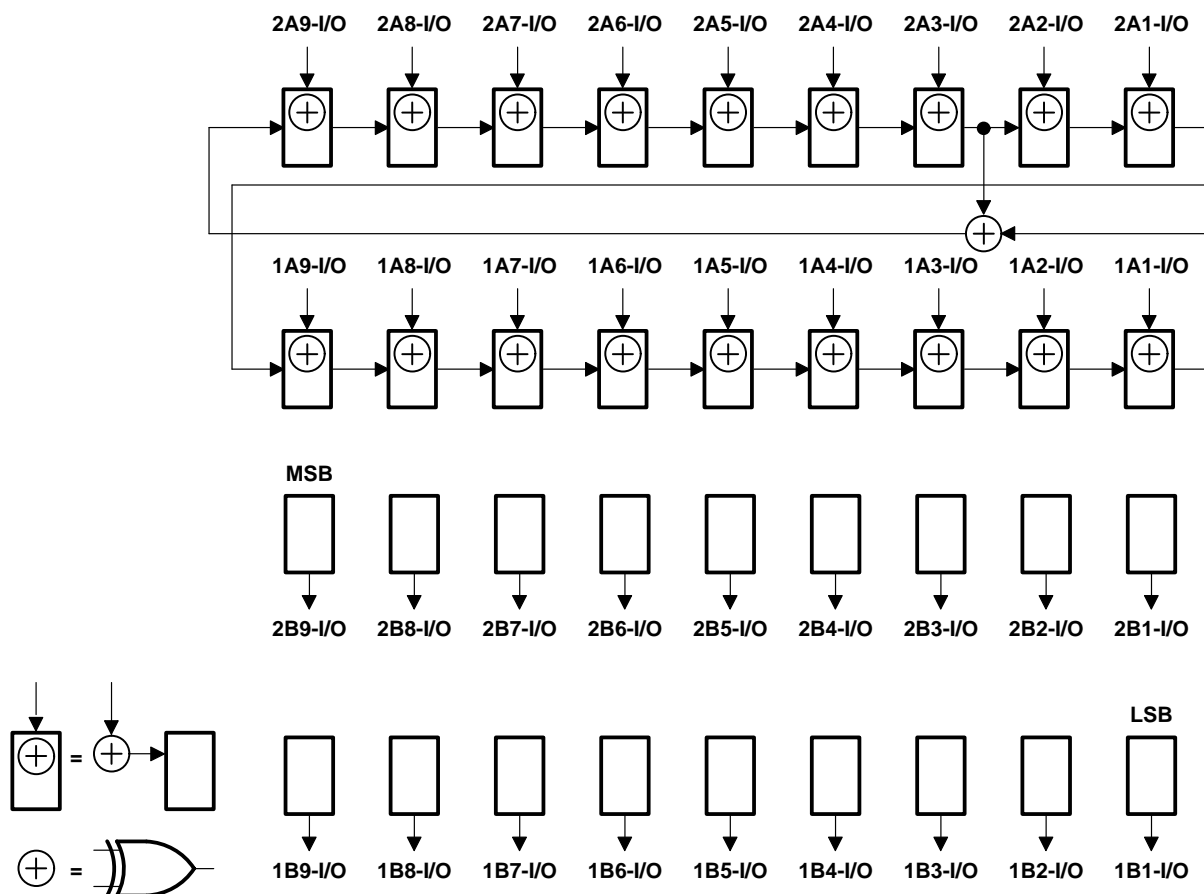 2A9-I/O 2A8-I/O 2A7-I/O 2A6-I/O 2A5-I/O 2A4-I/O 2A3-I/O 2A2-I/O 2A1-I/O
1A9-I/O 1A8-I/O 1A7-I/O 1A6-I/O 1A5-I/O 1A4-I/O 1A3-I/O 1A2-I/O 1A1-I/O
MSB
2B9-I/O 2B8-I/O 2B7-I/O 2B6-I/O 2B5-I/O 2B4-I/O 2B3-I/O 2B2-I/O 2B1-I/O
LSB
=
=
1B9-I/O 1B8-I/O 1B7-I/O 1B6-I/O 1B5-I/O 1B4-I/O 1B3-I/O 1B2-I/O 1B1-I/O